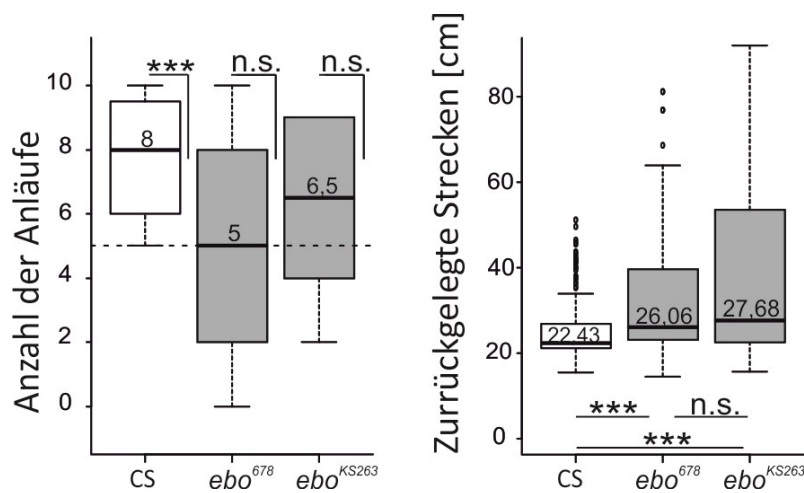 Anzahl der Anläufe
10
8
6
4
2
0
***
n.s.
n.s.
8
5
6,5
CS
ebo678
eboKS263
Zurrückgelegte Strecken [cm]
80
60
40
20
0
22,43
26,06
27,68
***
n.s.
***
CS
ebo678
eboKS263